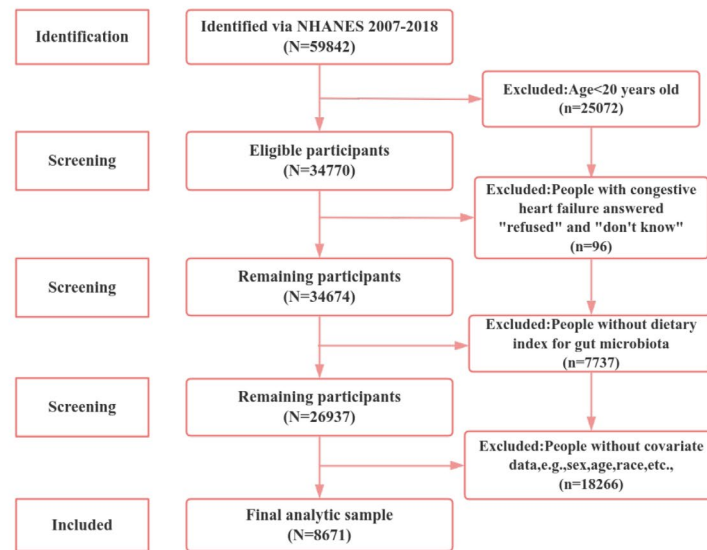 Identification
Identified via NHANES 2007-2018
(N=59842)
Excluded:Age<20 years old
(n=25072)
Screening
Eligible participants
(N=34770)
Excluded:People with congestive
heart failure answered
"refused" and "don't know"
(n=96)
Screening
Remaining participants
(N=34674)
Excluded:People without dietary
index for gut microbiota
(n=7737)
Screening
Remaining participants
(N=26937)
Excluded:People without covariate
data,e.g.,sex,age,race,etc.,
(n=18266)
Included
Final analytic sample
(N=8671)